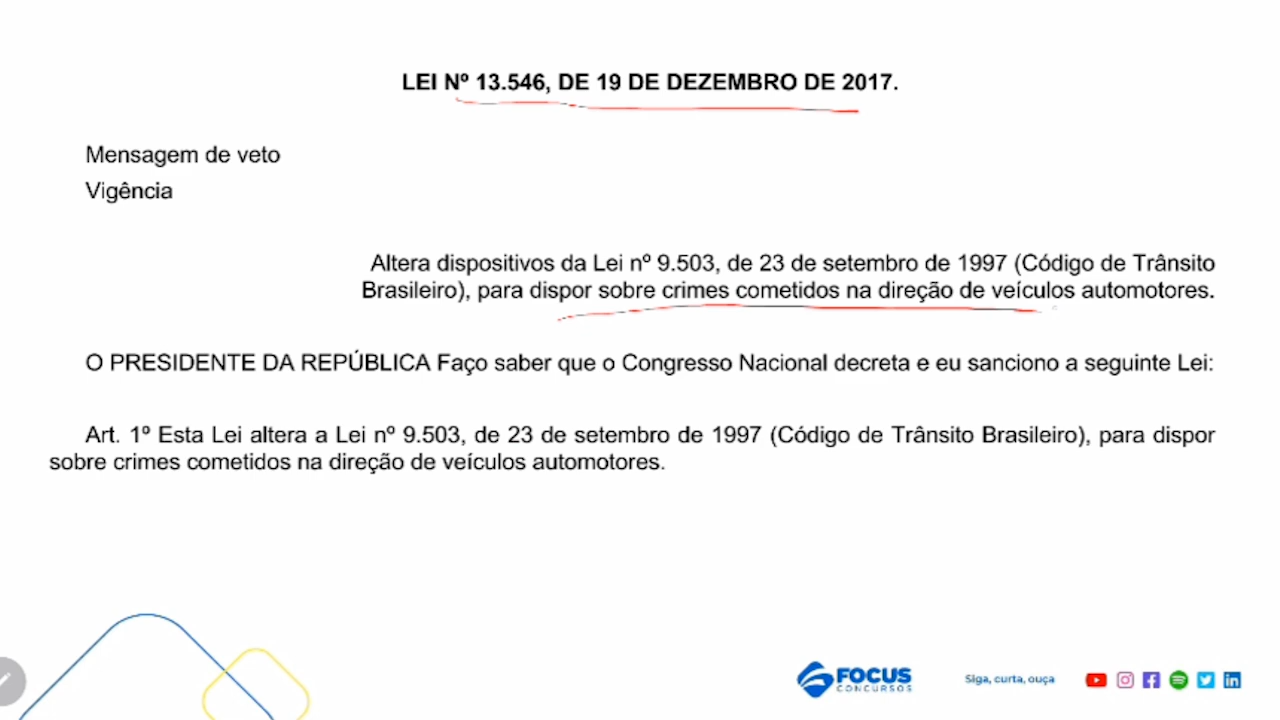 LEI Nº 13.546, DE 19 DE DEZEMBRO DE 2017.
Mensagem de veto
Vigência
Altera dispositivos da Lei nº 9.503, de 23 de setembro de 1997 (Código de Trânsito
Brasileiro), para dispor sobre crimes cometidos na direção de veículos automotores.
O PRESIDENTE DA REPÚBLICA Faço saber que o Congresso Nacional decreta e eu sanciono a seguinte Lei:
Art. 1º Esta Lei altera a Lei nº 9.503, de 23 de setembro de 1997 (Código de Trânsito Brasileiro), para dispor
sobre crimes cometidos na direção de veículos automotores.
FOCUS
CONCURSOS
Siga, curta, ouça